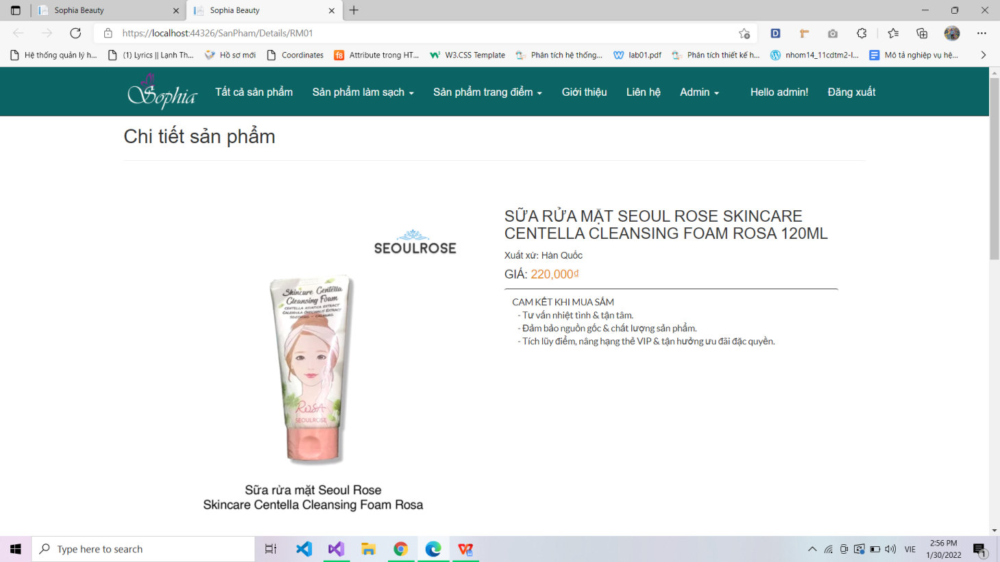 Sophia Beauty
Sophia Beauty
https://localhost:44326/SanPham/Details/RM01
Hệ thống quản lý h...
(1) Lyrics || Lạnh Th...
Hồ sơ mới
Coordinates
f8 Attribute trong HT...
W3.CSS Template
Phân tích hệ thống...
lab01.pdf
Phân tích thiết kế h...
nhom14_11cdtm2-l...
Mô tả nghiệp vụ hệ...
Sophia
Tất cả sản phẩm
Sản phẩm làm sạch
Sản phẩm trang điểm
Giới thiệu
Liên hệ
Admin
Hello admin!
Đăng xuất
Chi tiết sản phẩm
SEOULROSE
Skincure Centella
Cleansing Foam
CENTELLA ASIATICA EXTRACT
CALENDULA OFFICINALIS EXTRACT
SOOTHING - CALMING
ROSA
SEOULROSE
Sữa rửa mặt Seoul Rose
Skincare Centella Cleansing Foam Rosa
SỮA RỬA MẶT SEOUL ROSE SKINCARE
CENTELLA CLEANSING FOAM ROSA 120ML
Xuất xứ: Hàn Quốc
GIÁ: 220,000₫
CAM KẾT KHI MUA SẮM
- Tư vấn nhiệt tình & tận tâm.
- Đảm bảo nguồn gốc & chất lượng sản phẩm.
- Tích lũy điểm, nâng hạng thẻ VIP & tận hưởng ưu đãi đặc quyền.
Type here to search
VIE
2:56 PM
1/30/2022
1